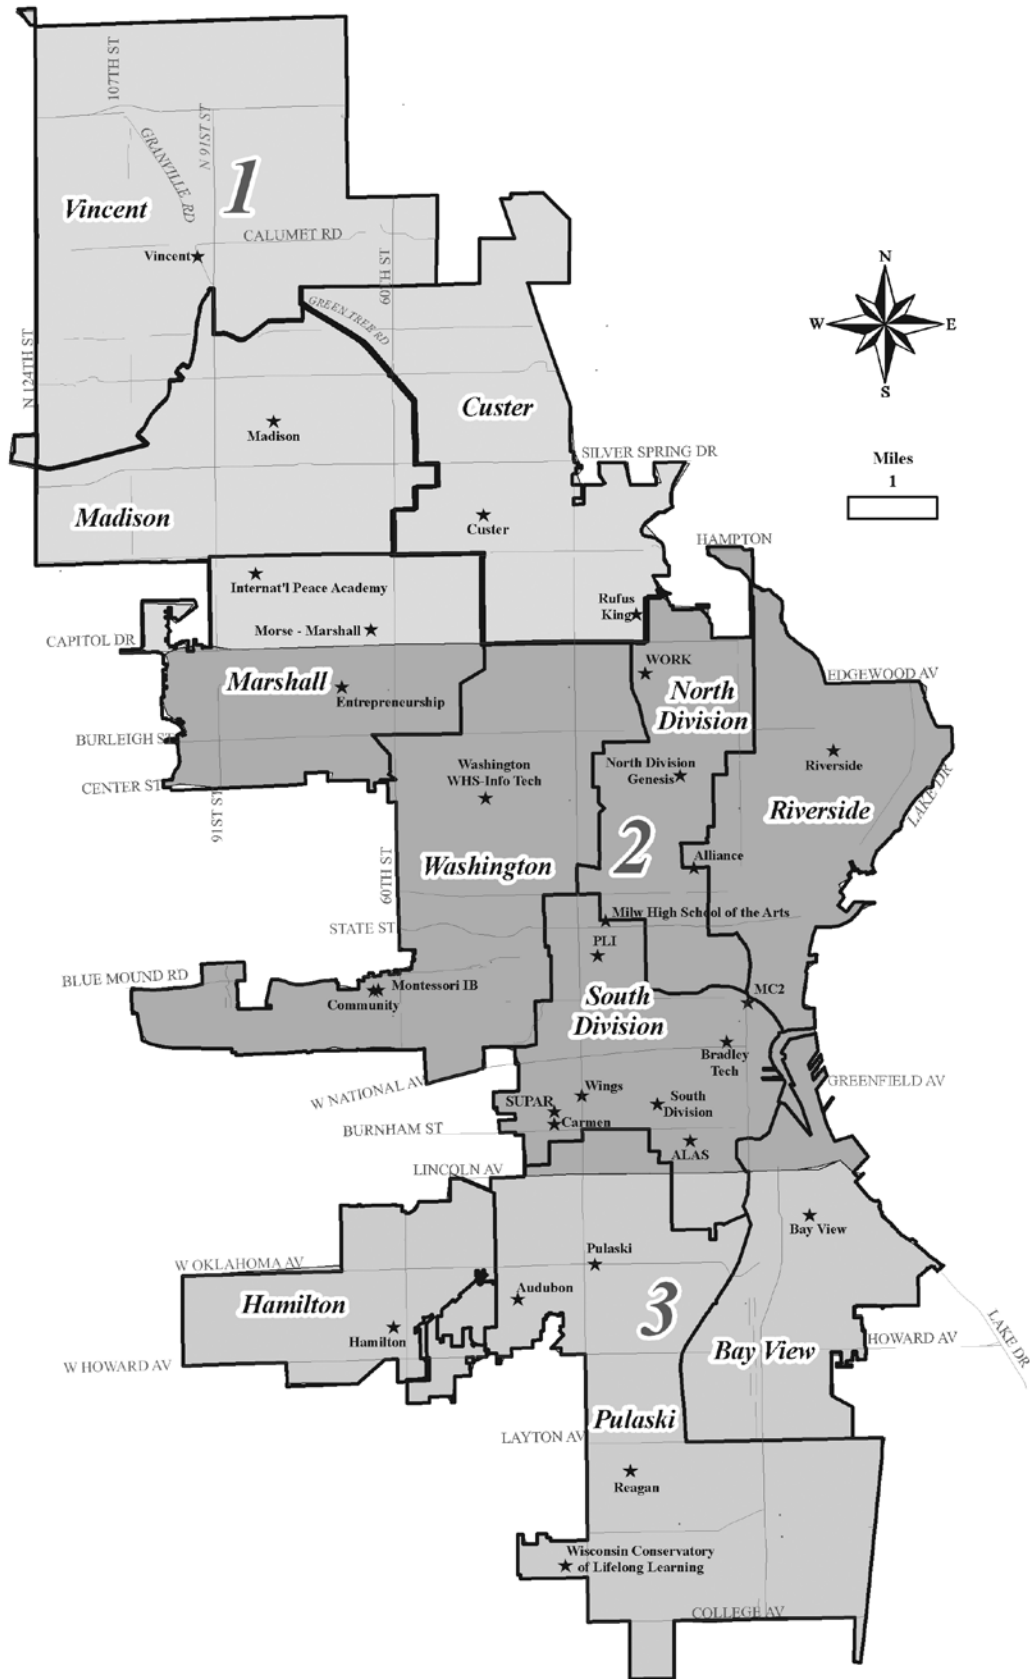 107TH ST
GRANVILLE RD
N 91ST ST
1
Vincent
CALUMET RD
Vincent
60TH ST
N
GREEN TREE RD
W
E
N 124TH ST
S
Custer
Madison
SILVER SPRING DR
Miles
1
Madison
Custer
HAMPTON
Internat'l Peace Academy
Rufus
King
Morse - Marshall
CAPITOL DR
WORK
EDGEWOOD AV
Marshall
North
Division
Entrepreneurship
BURLEIGH ST
Washington
WHS-Info Tech
North Division
Genesis
Riverside
CENTER ST
LAKE DR
91ST ST
Riverside
2
Washington
Alliance
60TH ST
Milw High School of the Arts
STATE ST
PLI
BLUE MOUND RD
Montessori IB
Community
MC2
South
Division
Bradley
Tech
GREENFIELD AV
W NATIONAL AV
Wings
SUPAR
South
Division
Carmen
BURNHAM ST
ALAS
LINCOLN AV
Bay View
Pulaski
W OKLAHOMA AV
Audubon
Hamilton
3
Hamilton
LAKE DR
HOWARD AV
Bay View
W HOWARD AV
Pulaski
LAYTON AV
Reagan
Wisconsin Conservatory
of Lifelong Learning
COLLEGE AV